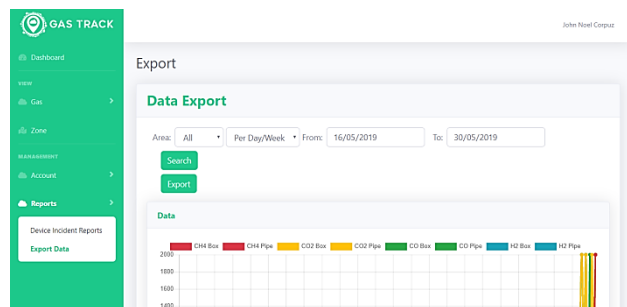 GAS TRACK
John Noel Corpuz
Dashboard
Export
VIEW
Gas
Data Export
Zone
Area: All Per Day/Week From: 16/05/2019 To: 30/05/2019
MANAGEMENT
Search
Account
Export
Reports
Data
Device Incident Reports
Export Data
CH4 Box CH4 Pipe CO2 Box CO2 Pipe CO Box CO Pipe H2 Box H2 Pipe
2000
1800
1600
1400